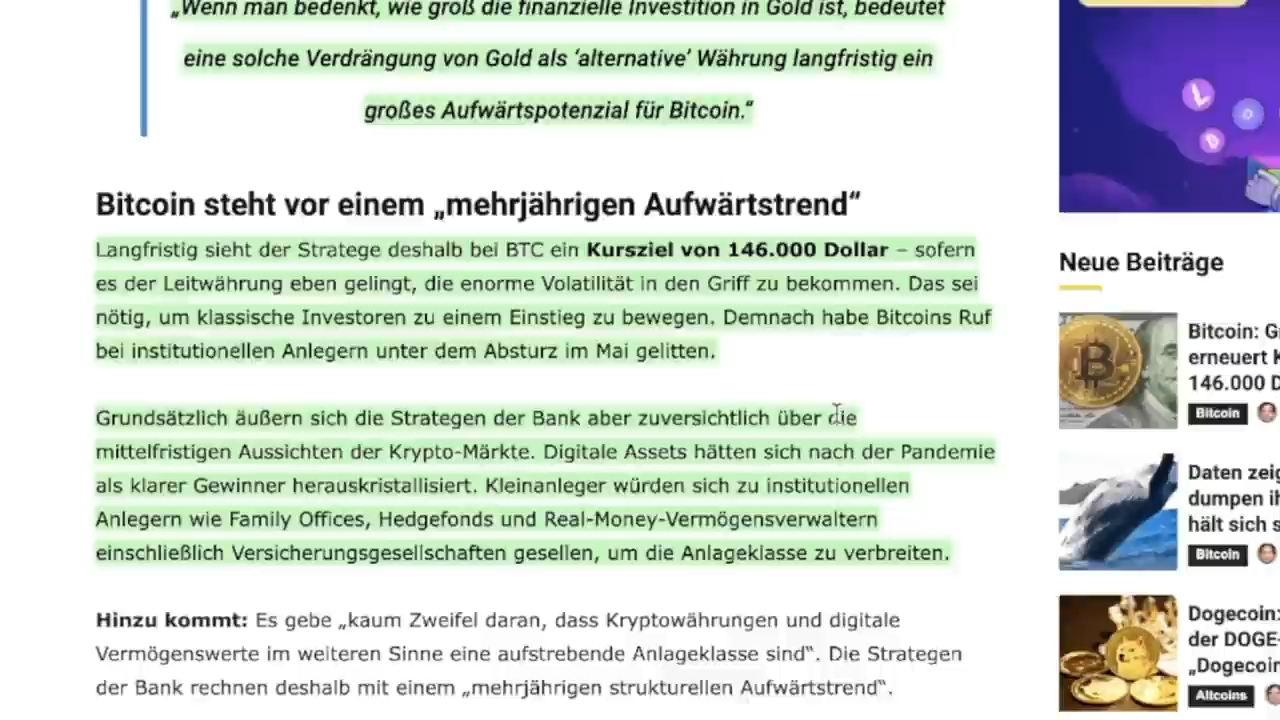 „Wenn man bedenkt, wie groß die finanzielle Investition in Gold ist, bedeutet
eine solche Verdrängung von Gold als ‘alternative’ Währung langfristig ein
großes Aufwärtspotenzial für Bitcoin.“
Bitcoin steht vor einem „mehrjährigen Aufwärtstrend“
Langfristig sieht der Stratege deshalb bei BTC ein Kursziel von 146.000 Dollar – sofern
es der Leitwährung eben gelingt, die enorme Volatilität in den Griff zu bekommen. Das sei
nötig, um klassische Investoren zu einem Einstieg zu bewegen. Demnach habe Bitcoins Ruf
bei institutionellen Anlegern unter dem Absturz im Mai gelitten.
Grundsätzlich äußern sich die Strategen der Bank aber zuversichtlich über die
mittelfristigen Aussichten der Krypto-Märkte. Digitale Assets hätten sich nach der Pandemie
als klarer Gewinner herauskristallisiert. Kleinanleger würden sich zu institutionellen
Anlegern wie Family Offices, Hedgefonds und Real-Money-Vermögensverwaltern
einschließlich Versicherungsgesellschaften gesellen, um die Anlageklasse zu verbreiten.
Hinzu kommt: Es gebe „kaum Zweifel daran, dass Kryptowährungen und digitale
Vermögenswerte im weiteren Sinne eine aufstrebende Anlageklasse sind“. Die Strategen
der Bank rechnen deshalb mit einem „mehrjährigen strukturellen Aufwärtstrend“.
Neue Beiträge
Bitcoin:
erneuert
146.000
Bitcoin
Daten
dumpen
hält sich
Bitcoin
Dogecoin:
der DOGE-
„Dogecoin
Altcoins